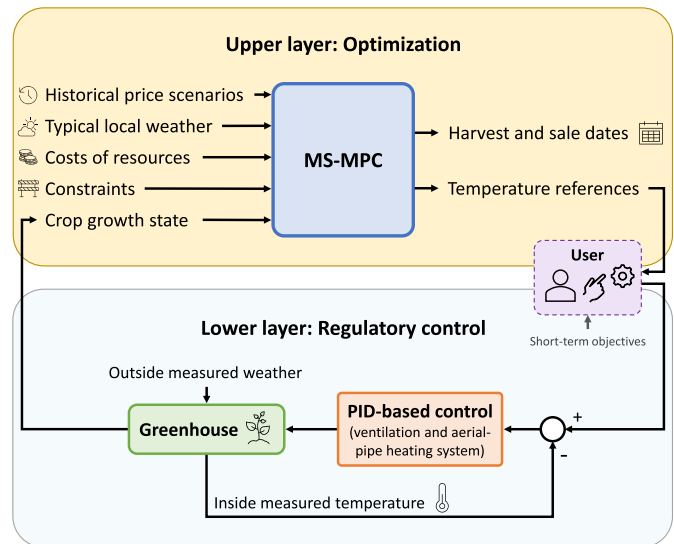 Upper layer: Optimization
Historical price scenarios
Typical local weather
Costs of resources
Constraints
Crop growth state
MS-MPC
Harvest and sale dates
Temperature references
User
Short-term objectives
Lower layer: Regulatory control
Outside measured weather
Greenhouse
PID-based control
(ventilation and aerial-
pipe heating system)
+
-
Inside measured temperature